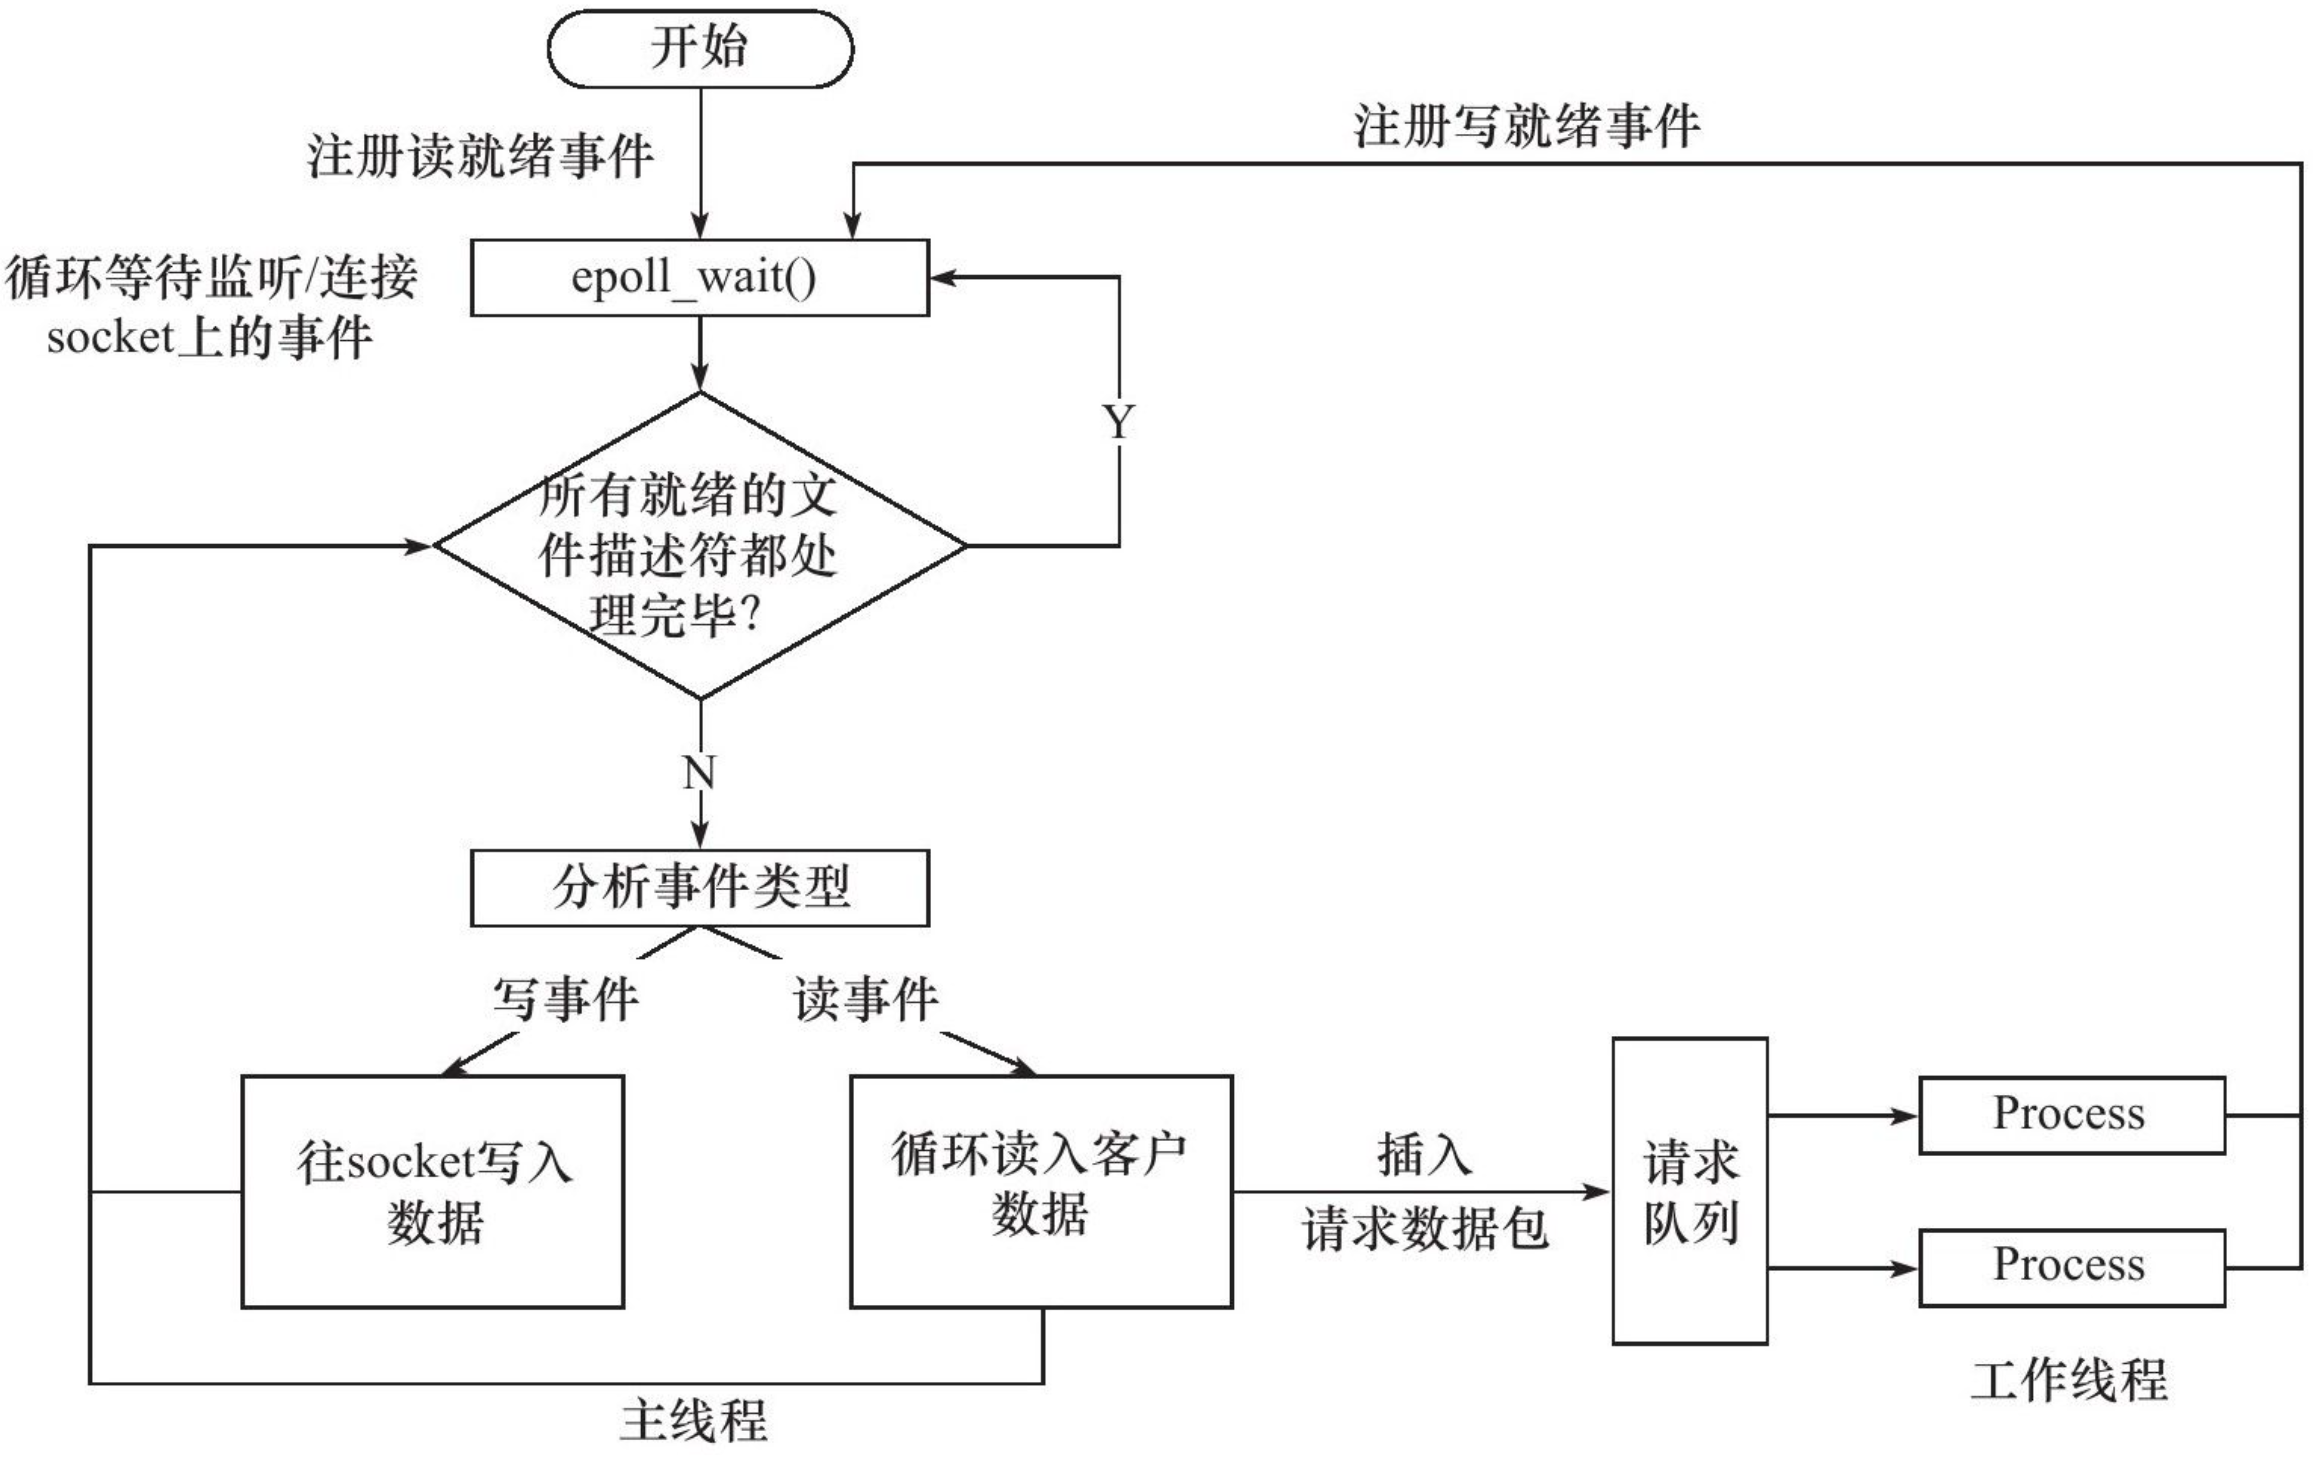 开始
注册读就绪事件
注册写就绪事件
循环等待监听/连接
socket上的事件
epoll_wait()
Y
所有就绪的文
件描述符都处
理完毕？
N
分析事件类型
写事件
读事件
往socket写入
数据
循环读入客户
数据
插入
请求数据包
请求
队列
Process
Process
工作线程
主线程